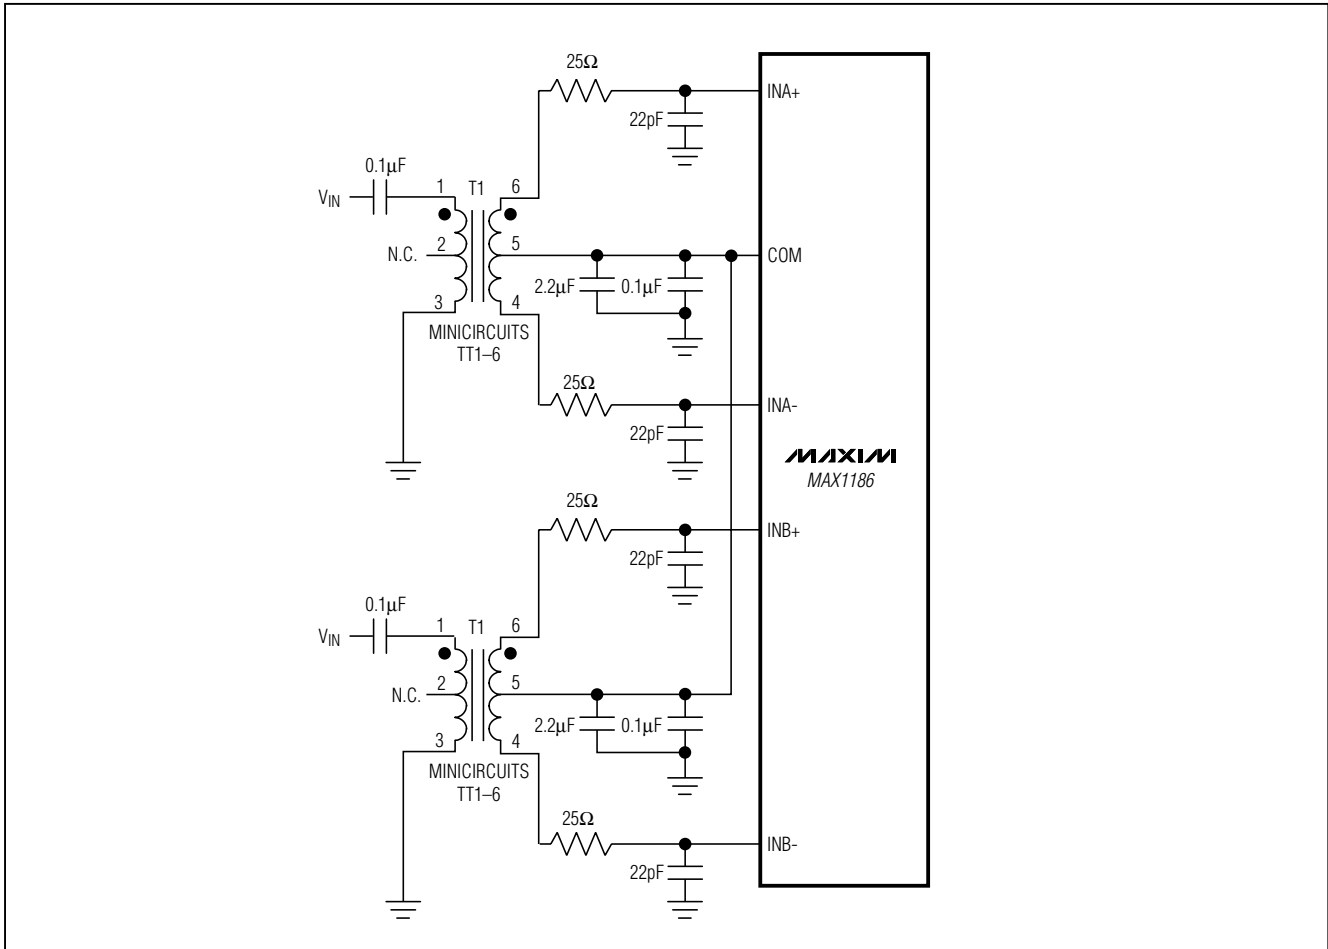 25Ω
INA+
22pF
0.1μF
1 T1 6
VIN
N.C. 2 5 COM
2.2μF 0.1μF
3 4
MINICIRCUITS
TT1–6
25Ω
INA-
22pF
MAXIM
MAX1186
25Ω
INB+
22pF
0.1μF
1 T1 6
VIN
N.C. 2 5
2.2μF 0.1μF
3 4
MINICIRCUITS
TT1–6
25Ω
INB-
22pF